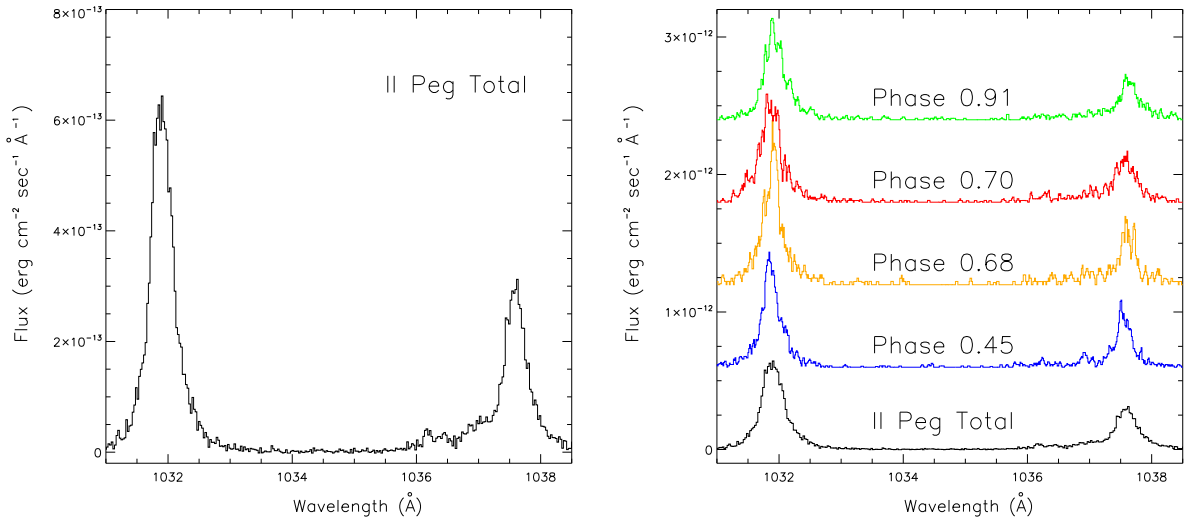 8×10⁻¹³
6×10⁻¹³
4×10⁻¹³
2×10⁻¹³
0
Flux (erg cm⁻² sec⁻¹ Å⁻¹)
II Peg Total
1032 1034 1036 1038
Wavelength (Å)
3×10⁻¹²
2×10⁻¹²
1×10⁻¹²
0
Flux (erg cm⁻² sec⁻¹ Å⁻¹)
Phase 0.91
Phase 0.70
Phase 0.68
Phase 0.45
II Peg Total
1032 1034 1036 1038
Wavelength (Å)